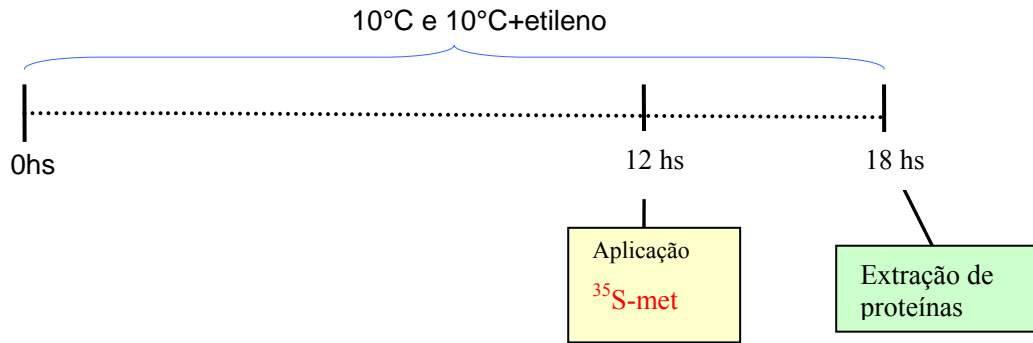 10°C e 10°C+etileno
0hs
12 hs
18 hs
Aplicação
³⁵S-met
Extração de
proteínas